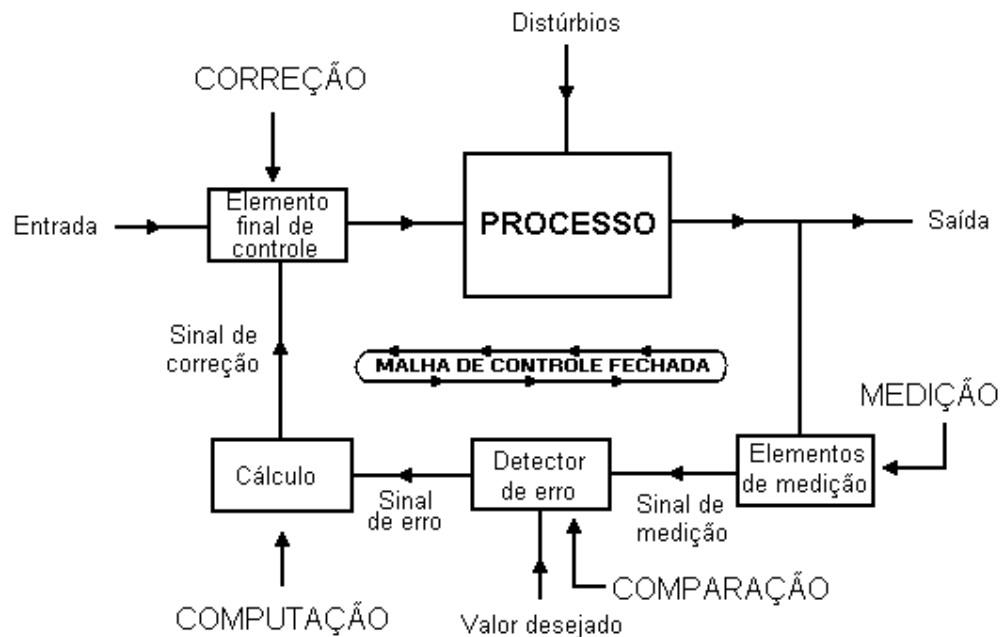 Distúrbios
CORREÇÃO
Entrada
Elemento
final de
controle
PROCESSO
Saída
Sinal de
correção
MALHA DE CONTROLE FECHADA
MEDIÇÃO
Cálculo
Sinal
de erro
Detector
de erro
Sinal de
medição
Elementos
de medição
COMPUTAÇÃO
Valor desejado
COMPARAÇÃO